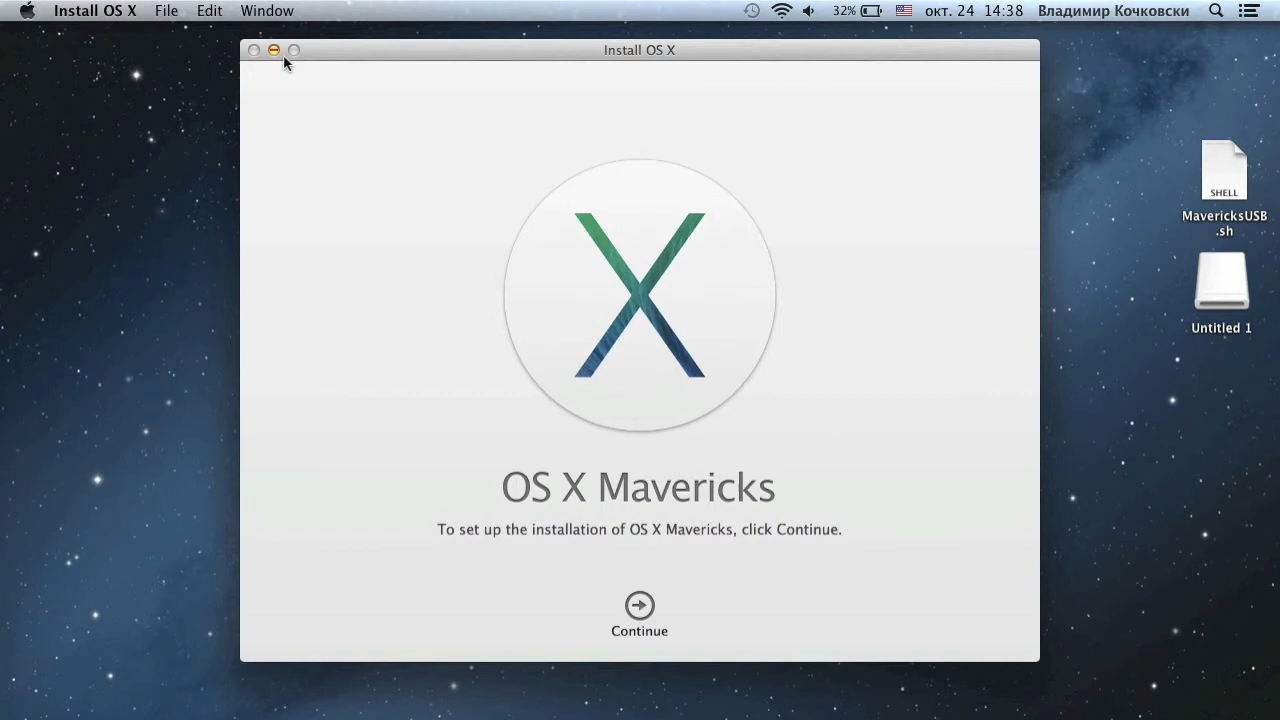 Install OS X File Edit Window 32% окт. 24 14:38 Владимир Кочковски
Install OS X
SHELL
MavericksUSB
.sh
Untitled 1
X
OS X Mavericks
To set up the installation of OS X Mavericks, click Continue.
Continue